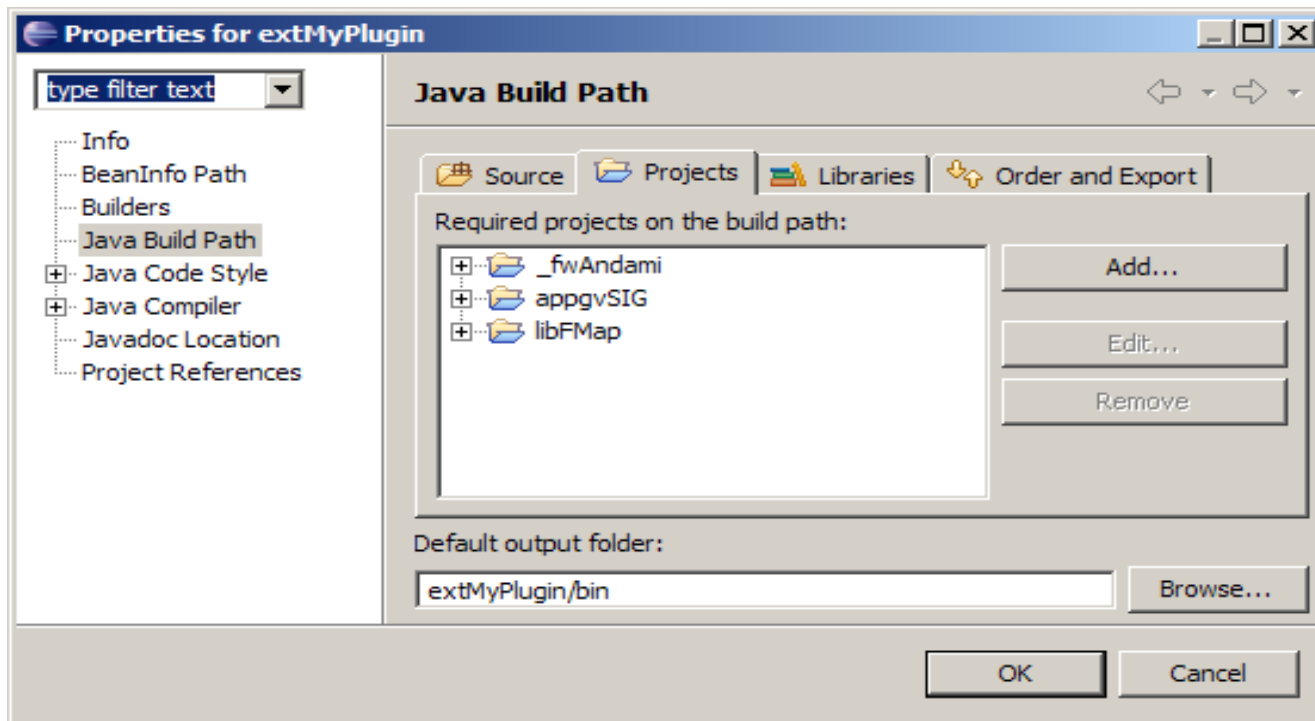 Properties for extMyPlugin
type filter text
Info
BeanInfo Path
Builders
Java Build Path
Java Code Style
Java Compiler
Javadoc Location
Project References
Java Build Path
Source Projects Libraries Order and Export
Required projects on the build path:
_fwAndami
appgvSIG
libFMap
Add...
Edit...
Remove
Default output folder:
extMyPlugin/bin
Browse...
OK Cancel